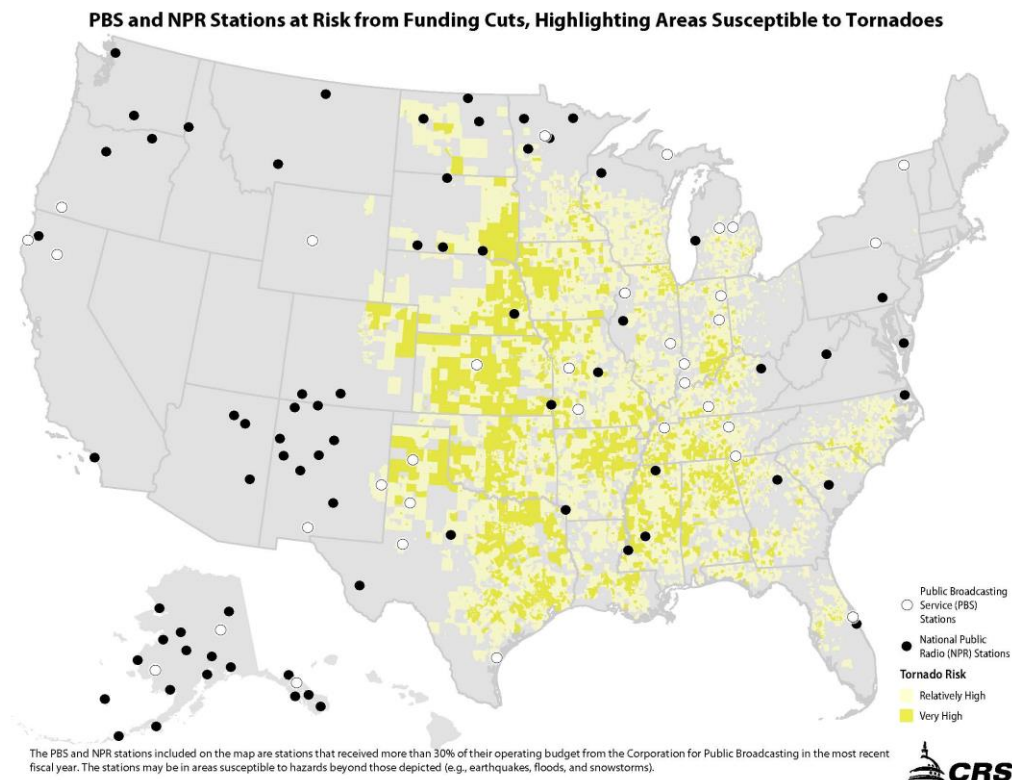 PBS and NPR Stations at Risk from Funding Cuts, Highlighting Areas Susceptible to Tornadoes
Public Broadcasting
Service (PBS)
Stations
National Public
Radio (NPR) Stations
Tornado Risk
Relatively High
Very High
The PBS and NPR stations included on the map are stations that received more than 30% of their operating budget from the Corporation for Public Broadcasting in the most recent
fiscal year. The stations may be in areas susceptible to hazards beyond those depicted (e.g., earthquakes, floods, and snowstorms).
CRS